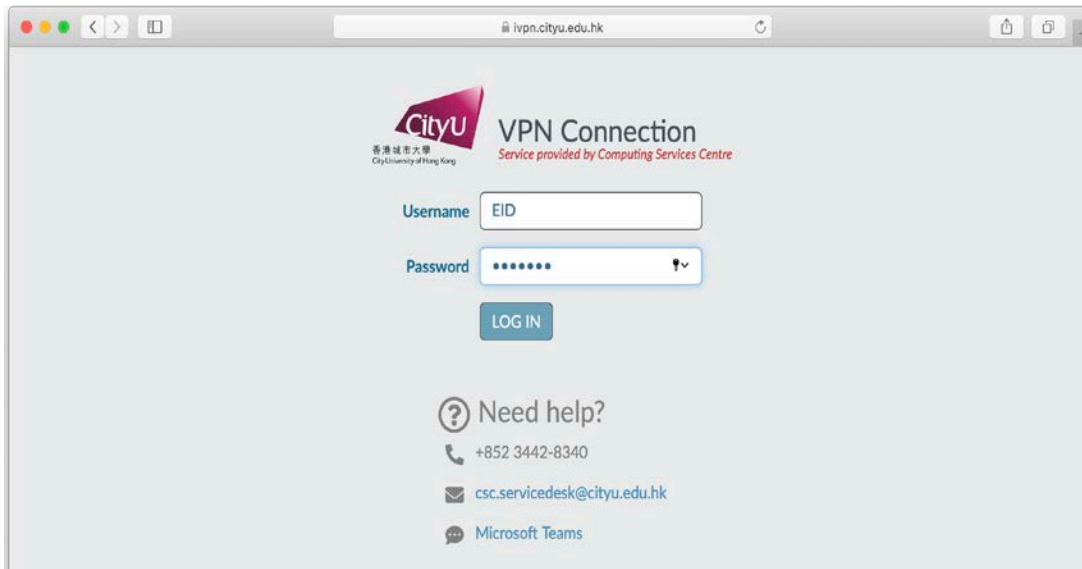 ivpn.cityu.edu.hk
CityU
香港城市大學
City University of Hong Kong
VPN Connection
Service provided by Computing Services Centre
Username EID
Password •••••••
LOG IN
Need help?
+852 3442-8340
csc.servicedesk@cityu.edu.hk
Microsoft Teams